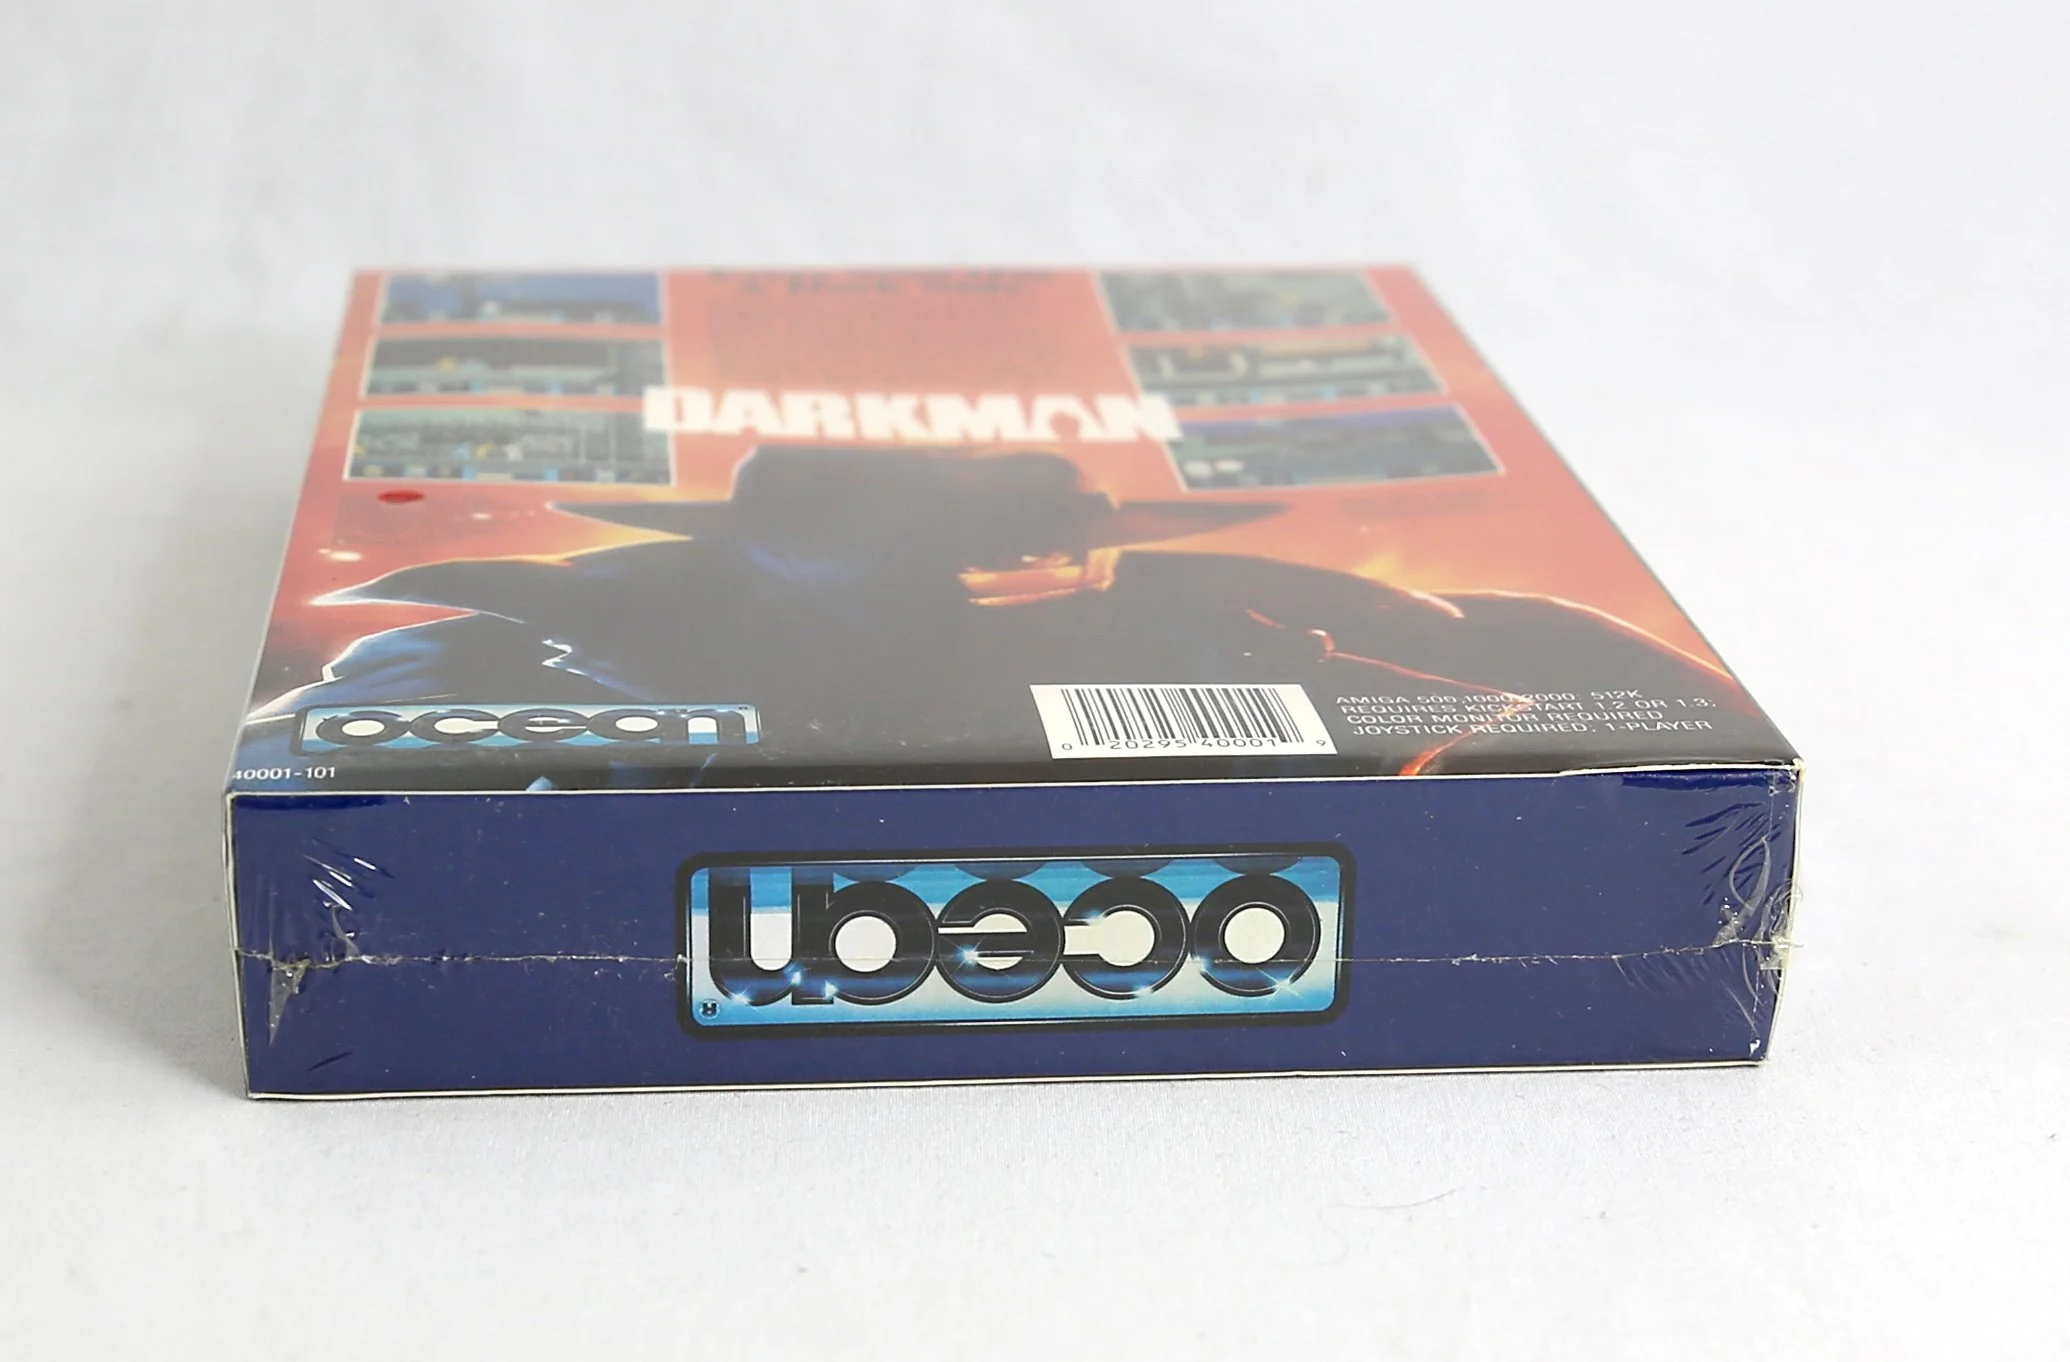 DARKMAN
ocean
0 20295 40001 9
AMIGA 500,1000,2000: 512K
REQUIRES KICKSTART 1.2 OR 1.3;
COLOR MONITOR REQUIRED
JOYSTICK REQUIRED; 1-PLAYER
40001-101
ocean